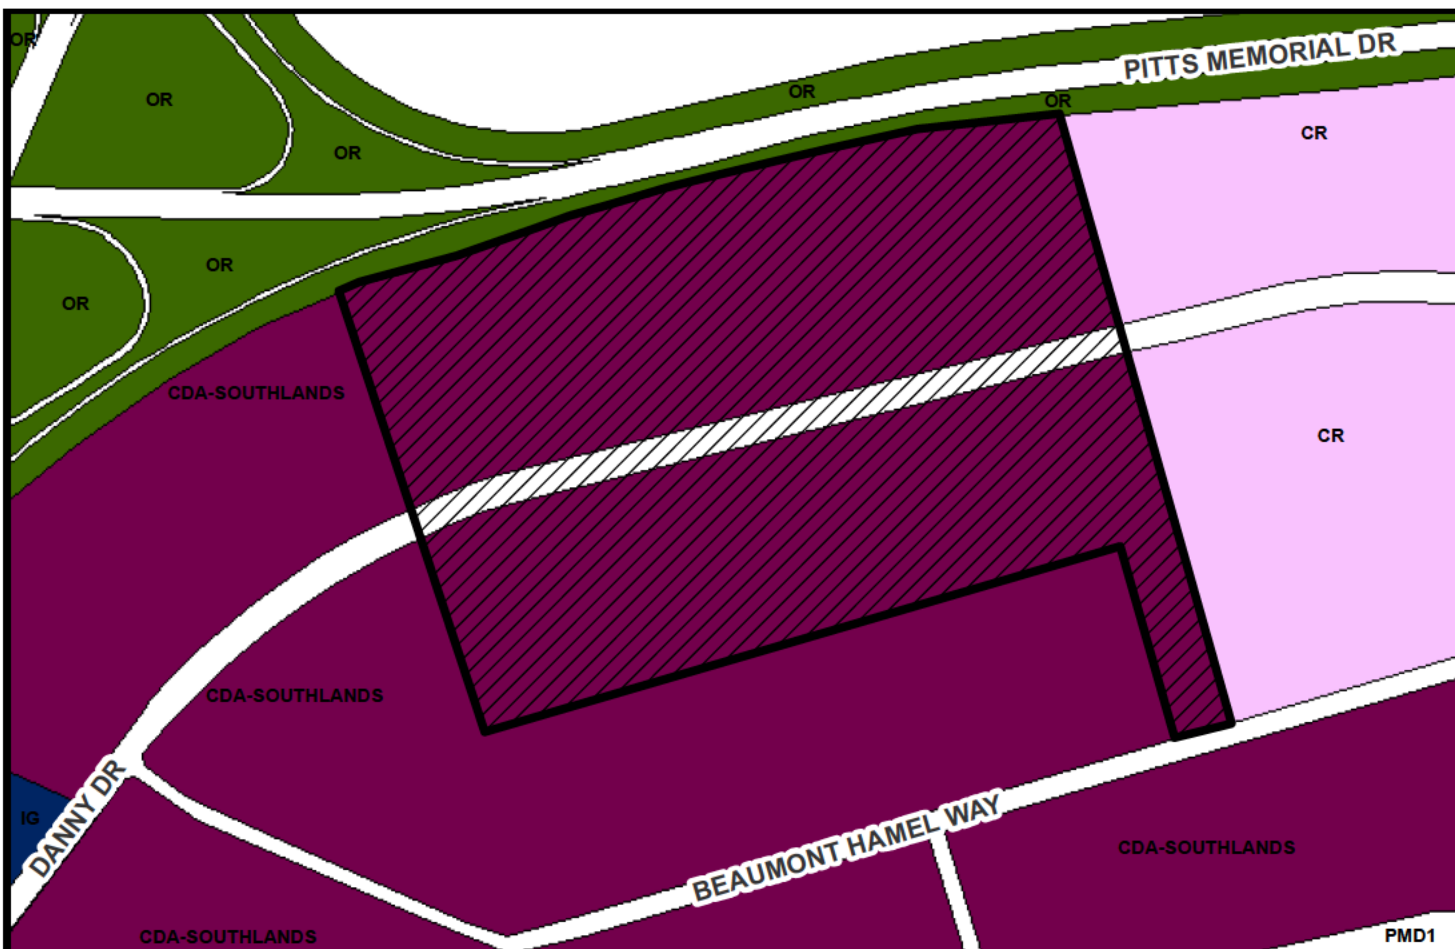 OR
PITTS MEMORIAL DR
OR
OR
OR
CR
OR
OR
OR
CDA-SOUTHLANDS
CR
CDA-SOUTHLANDS
DANNY DR
IG
BEAUMONT HAMEL WAY
CDA-SOUTHLANDS
CDA-SOUTHLANDS
PMD1